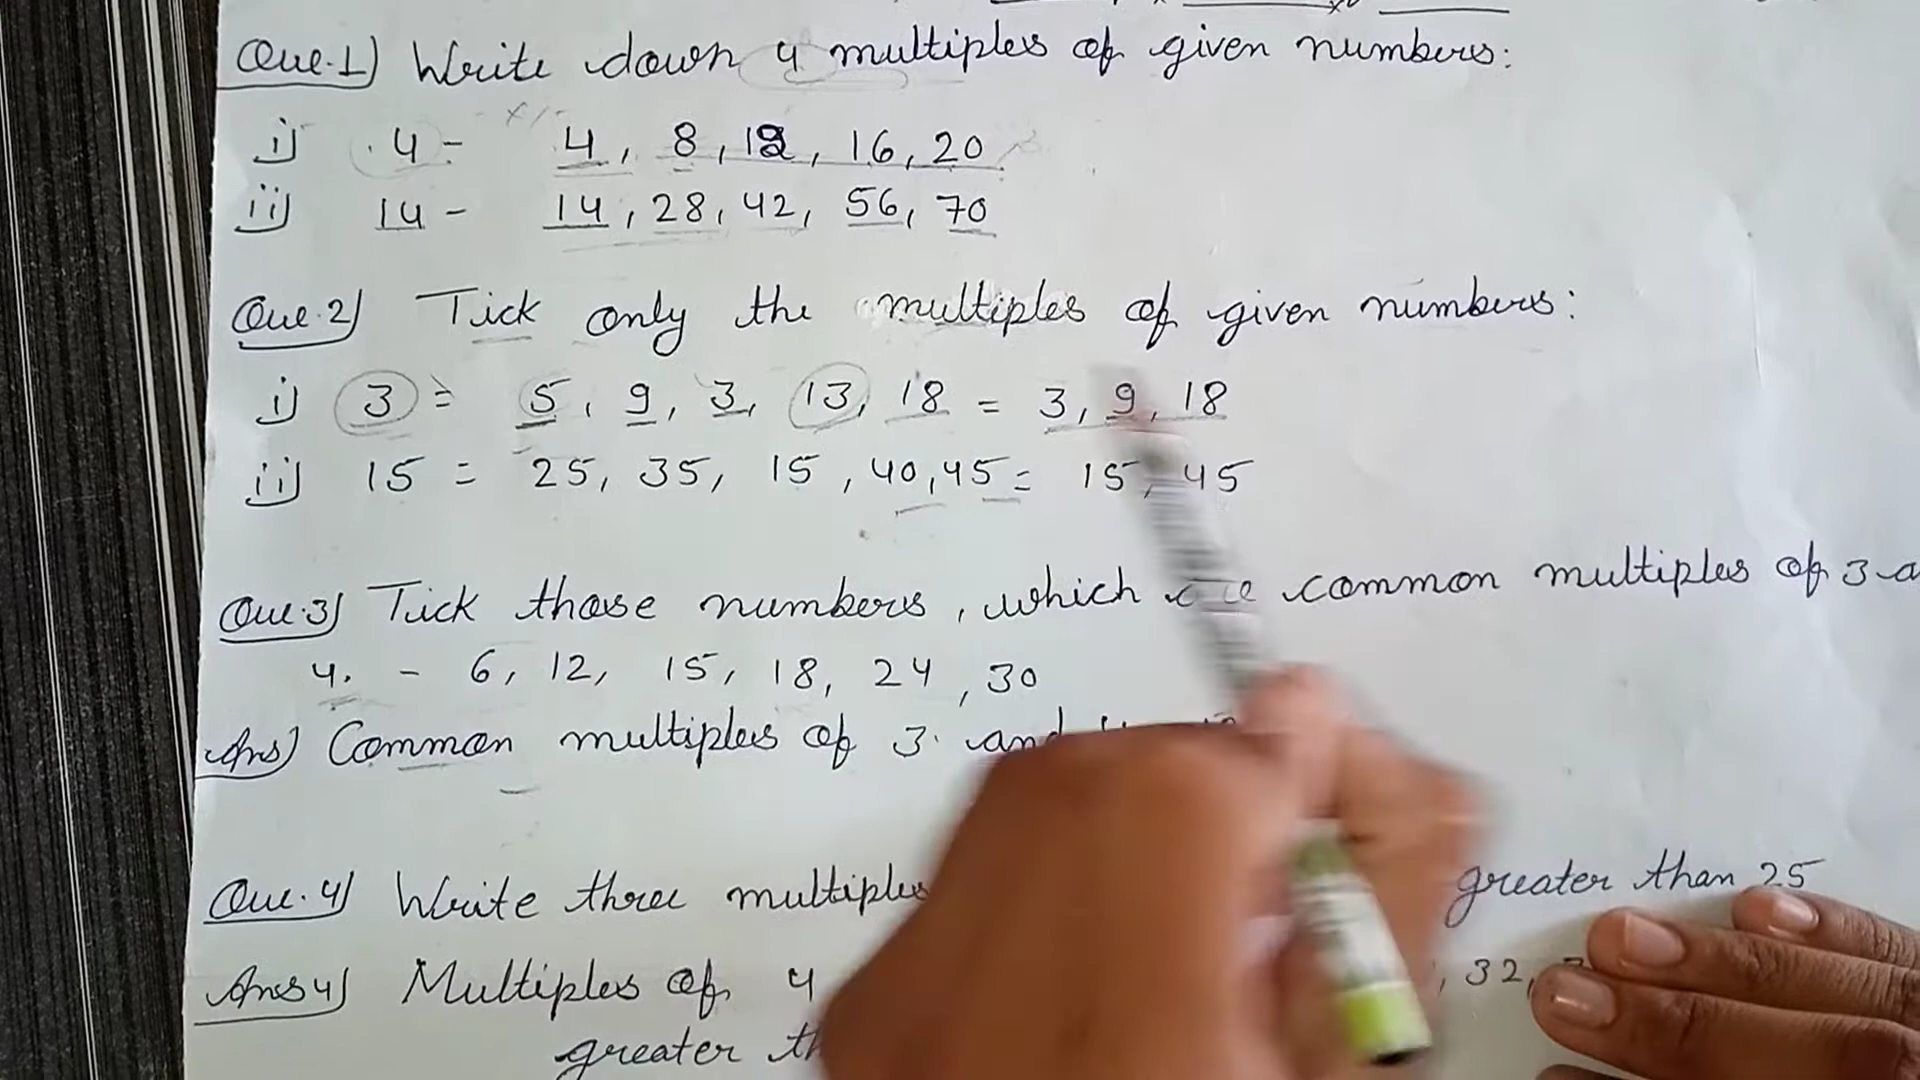 Que.1) Write down 4 multiples of given numbers:
i) 4 - 4, 8, 12, 16, 20
ii) 14 - 14, 28, 42, 56, 70
Que.2) Tick only the multiples of given numbers:
i) 3 = 5, 9, 3, 13, 18 = 3, 9, 18
ii) 15 = 25, 35, 15, 40, 45 = 15, 45
Que.3) Tick those numbers, which are common multiples of 3
4. - 6, 12, 15, 18, 24, 30
Ans) Common multiples of 3 and
Que.4) Write three multiples greater than 25
Ans4) Multiples of 4 , 32,
greater